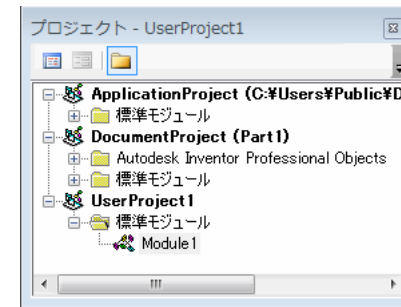 プロジェクト - UserProject1
ApplicationProject (C:¥Users¥Public¥D
標準モジュール
DocumentProject (Part1)
Autodesk Inventor Professional Objects
標準モジュール
UserProject1
標準モジュール
Module1